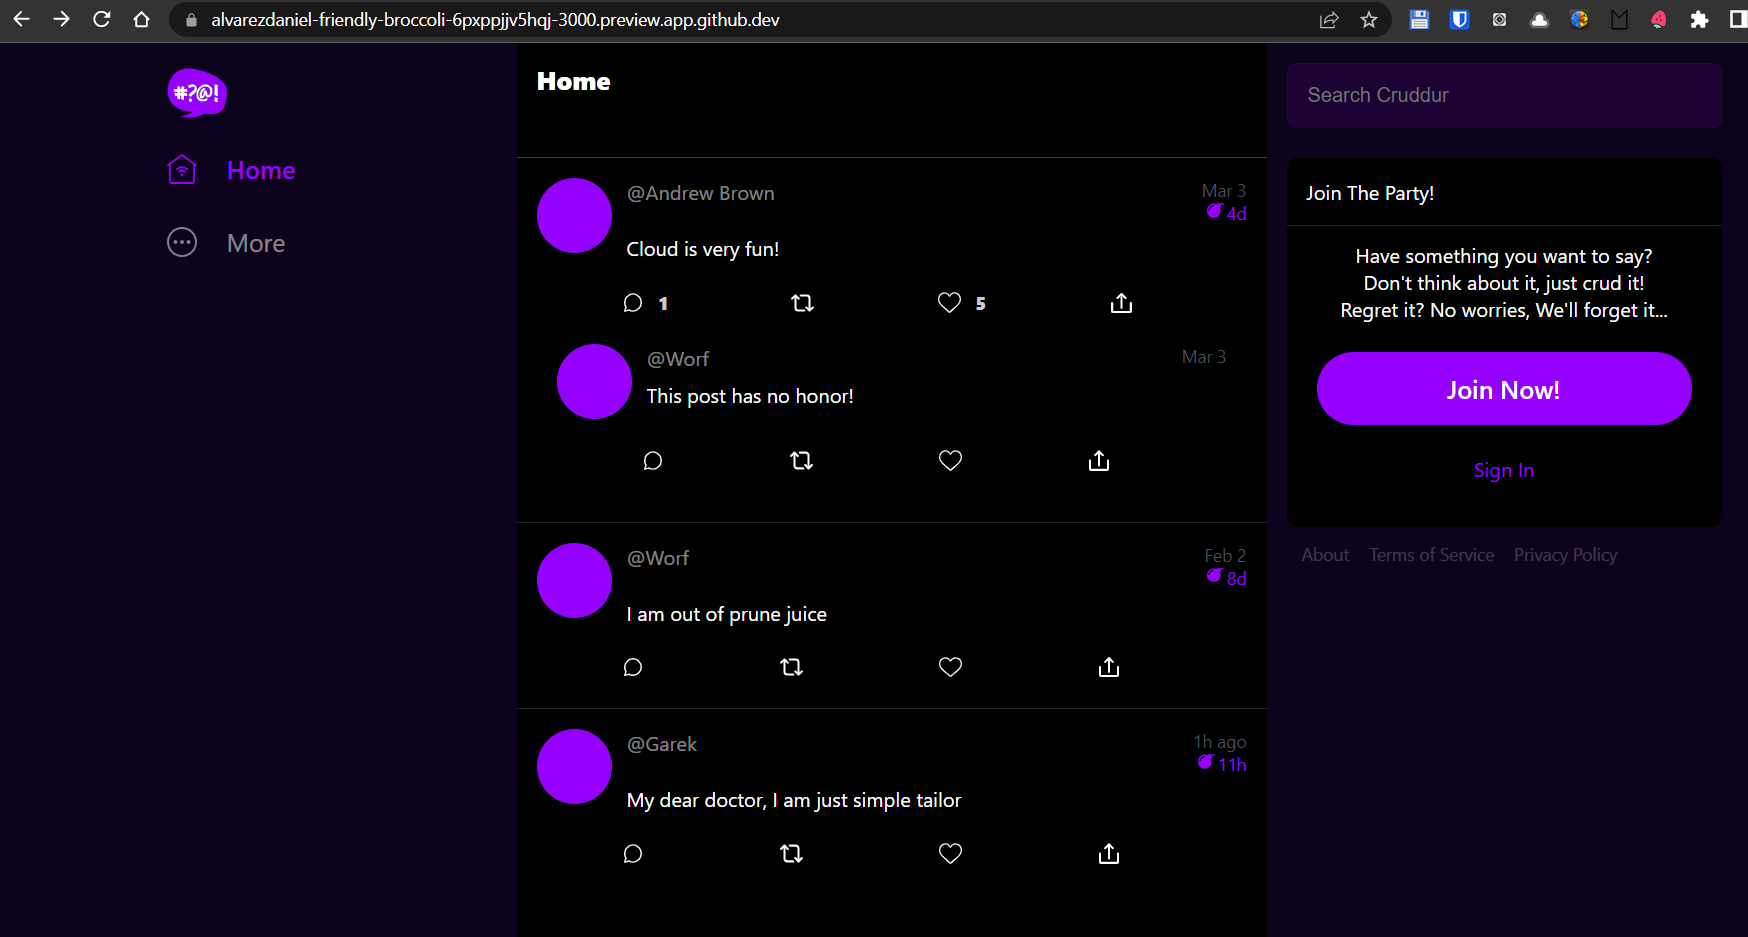 alvarezdaniel-friendly-broccoli-6pxppjjv5hqj-3000.preview.app.github.dev
#?@!
Home
More
Home
@Andrew Brown
Mar 3
4d
Cloud is very fun!
1
5
@Worf
Mar 3
This post has no honor!
@Worf
Feb 2
8d
I am out of prune juice
@Garek
1h ago
11h
My dear doctor, I am just simple tailor
Search Cruddur
Join The Party!
Have something you want to say?
Don't think about it, just crud it!
Regret it? No worries, We'll forget it...
Join Now!
Sign In
About Terms of Service Privacy Policy